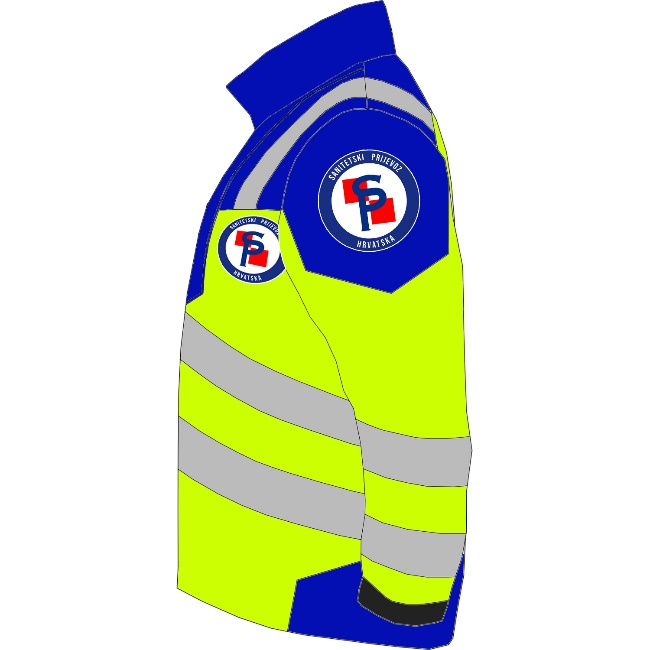 SANITETSKI PRIJEVOZ
SP
HRVATSKA
SANITETSKI PRIJEVOZ
SP
HRVATSKA